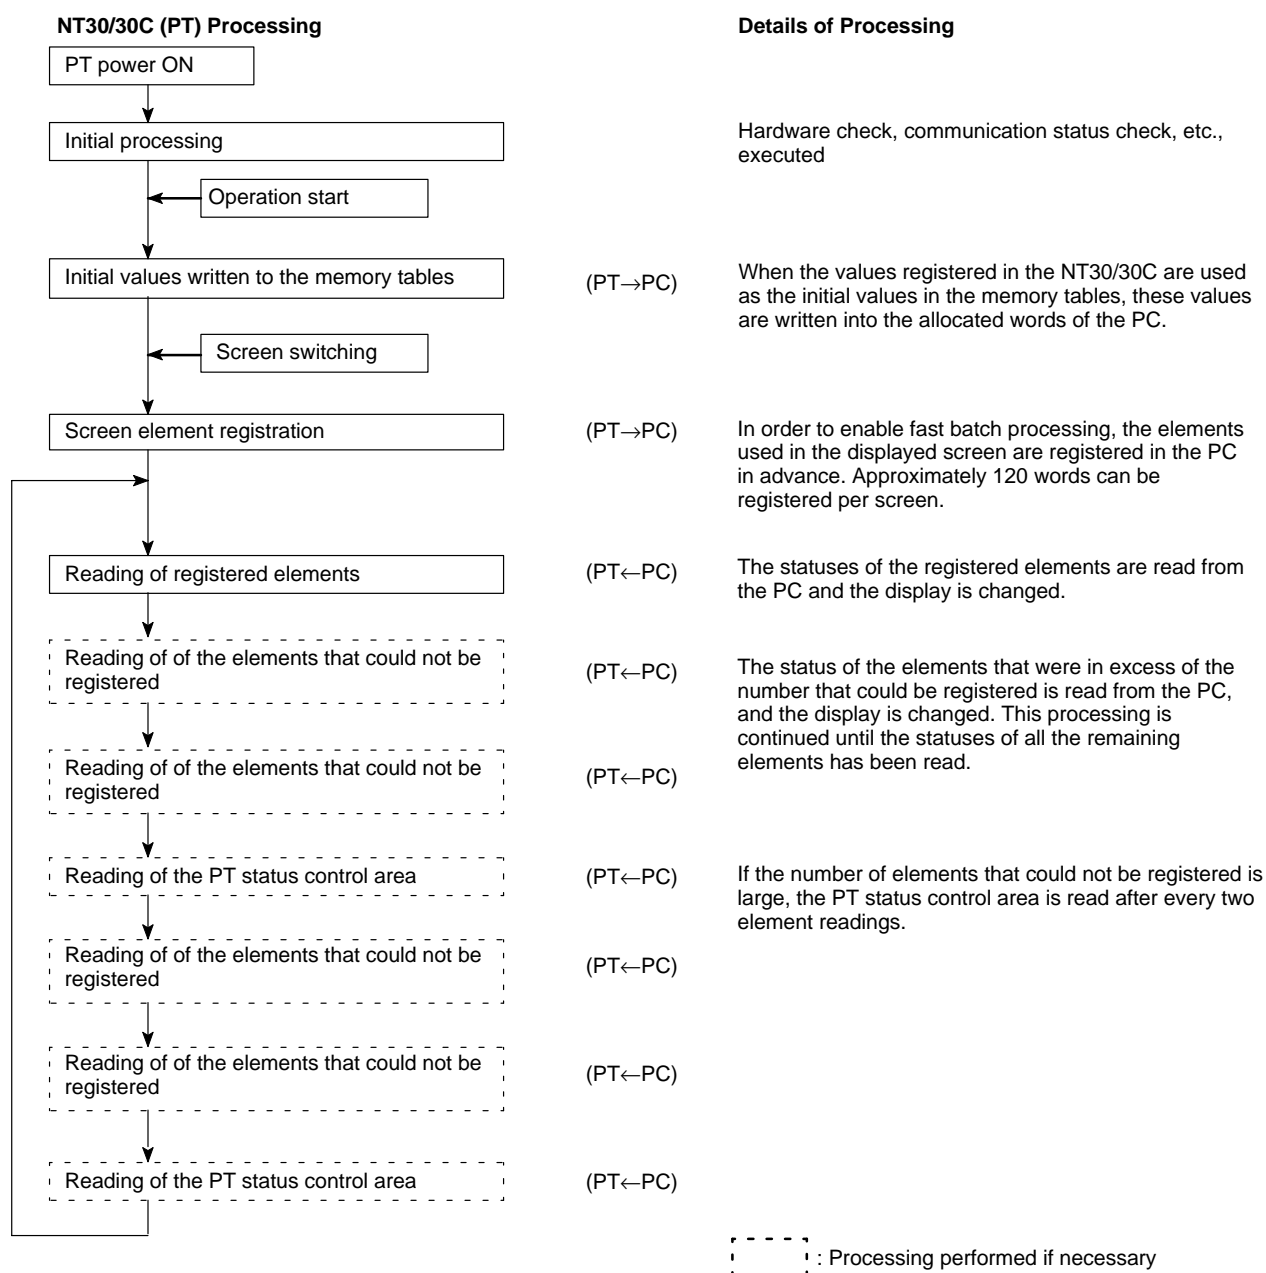 NT30/30C (PT) Processing
Details of Processing
PT power ON
Initial processing
Hardware check, communication status check, etc.,
executed
Operation start
Initial values written to the memory tables
(PT→PC)
When the values registered in the NT30/30C are used
as the initial values in the memory tables, these values
are written into the allocated words of the PC.
Screen switching
Screen element registration
(PT→PC)
In order to enable fast batch processing, the elements
used in the displayed screen are registered in the PC
in advance. Approximately 120 words can be
registered per screen.
Reading of registered elements
(PT←PC)
The statuses of the registered elements are read from
the PC and the display is changed.
Reading of of the elements that could not be
registered
(PT←PC)
The status of the elements that were in excess of the
number that could be registered is read from the PC,
and the display is changed. This processing is
continued until the statuses of all the remaining
elements has been read.
Reading of of the elements that could not be
registered
(PT←PC)
Reading of the PT status control area
(PT←PC)
If the number of elements that could not be registered is
large, the PT status control area is read after every two
element readings.
Reading of of the elements that could not be
registered
(PT←PC)
Reading of of the elements that could not be
registered
(PT←PC)
Reading of the PT status control area
(PT←PC)
: Processing performed if necessary